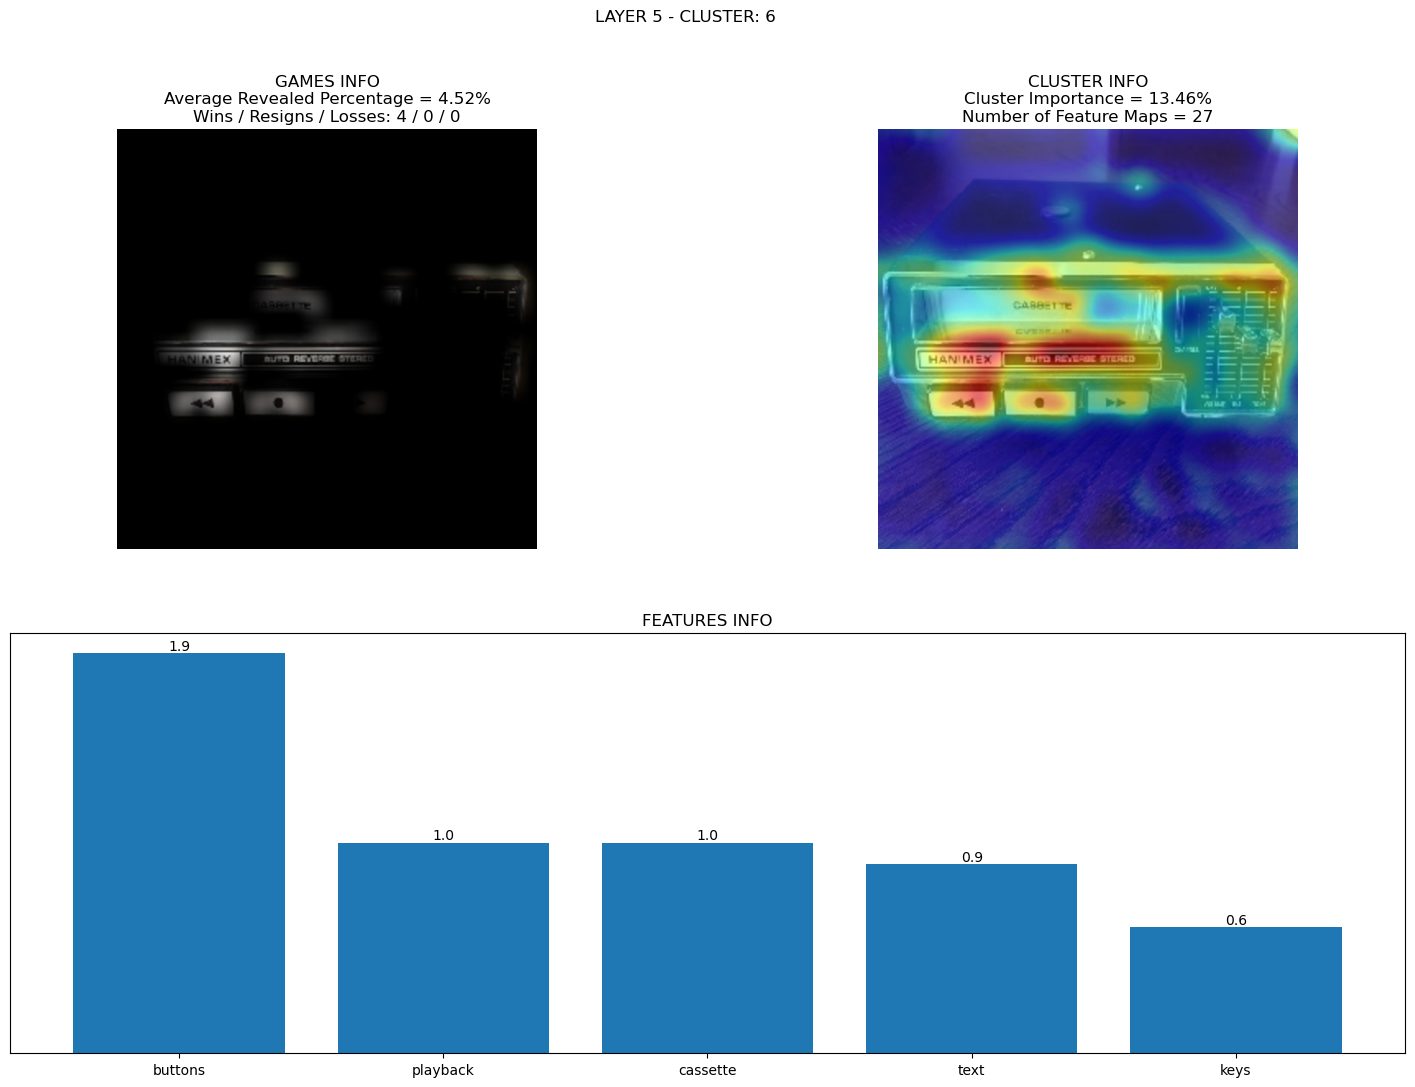 LAYER 5 - CLUSTER: 6
GAMES INFO
Average Revealed Percentage = 4.52%
Wins / Resigns / Losses: 4 / 0 / 0
CASSETTE
HANIMEX AUTO REVERSE STEREO
CLUSTER INFO
Cluster Importance = 13.46%
Number of Feature Maps = 27
CASSETTE
HANIMEX AUTO REVERSE STEREO
FEATURES INFO
1.9
1.0
1.0
0.9
0.6
buttons
playback
cassette
text
keys